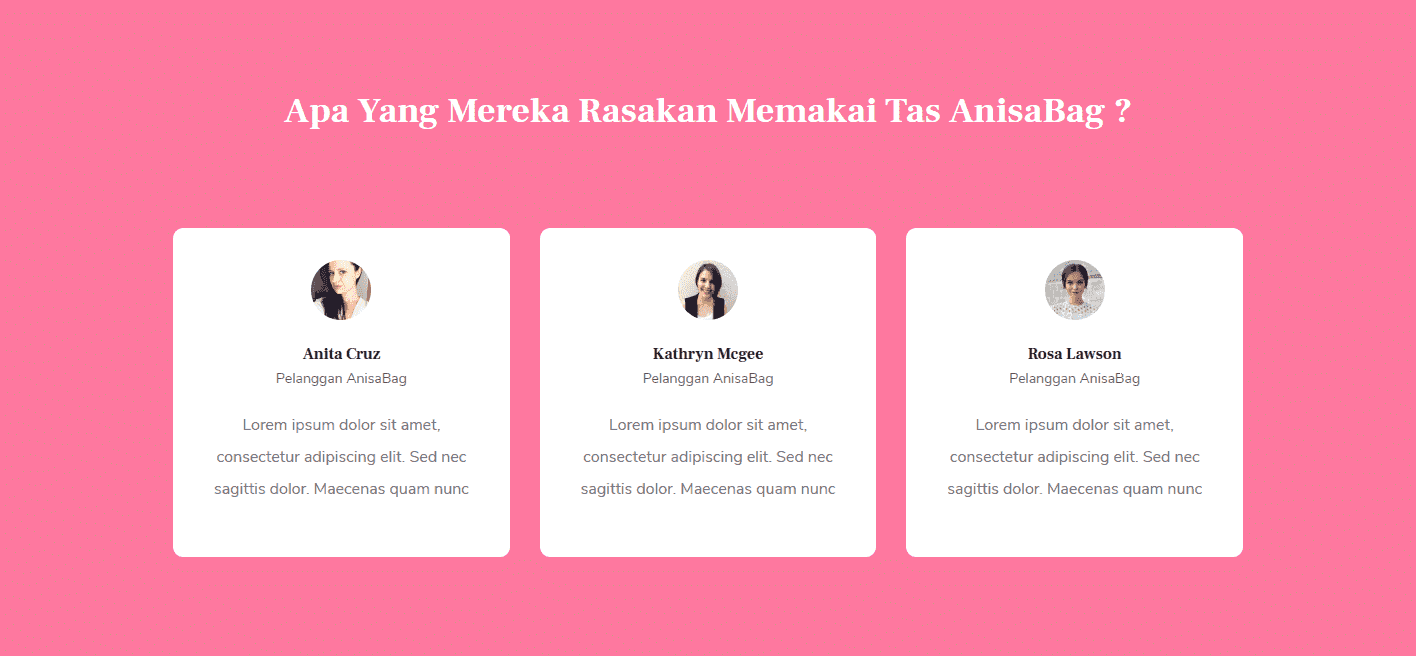 Apa Yang Mereka Rasakan Memakai Tas AnisaBag ?
Anita Cruz
Pelanggan AnisaBag
Lorem ipsum dolor sit amet,
consectetur adipiscing elit. Sed nec
sagittis dolor. Maecenas quam nunc
Kathryn Mcgee
Pelanggan AnisaBag
Lorem ipsum dolor sit amet,
consectetur adipiscing elit. Sed nec
sagittis dolor. Maecenas quam nunc
Rosa Lawson
Pelanggan AnisaBag
Lorem ipsum dolor sit amet,
consectetur adipiscing elit. Sed nec
sagittis dolor. Maecenas quam nunc